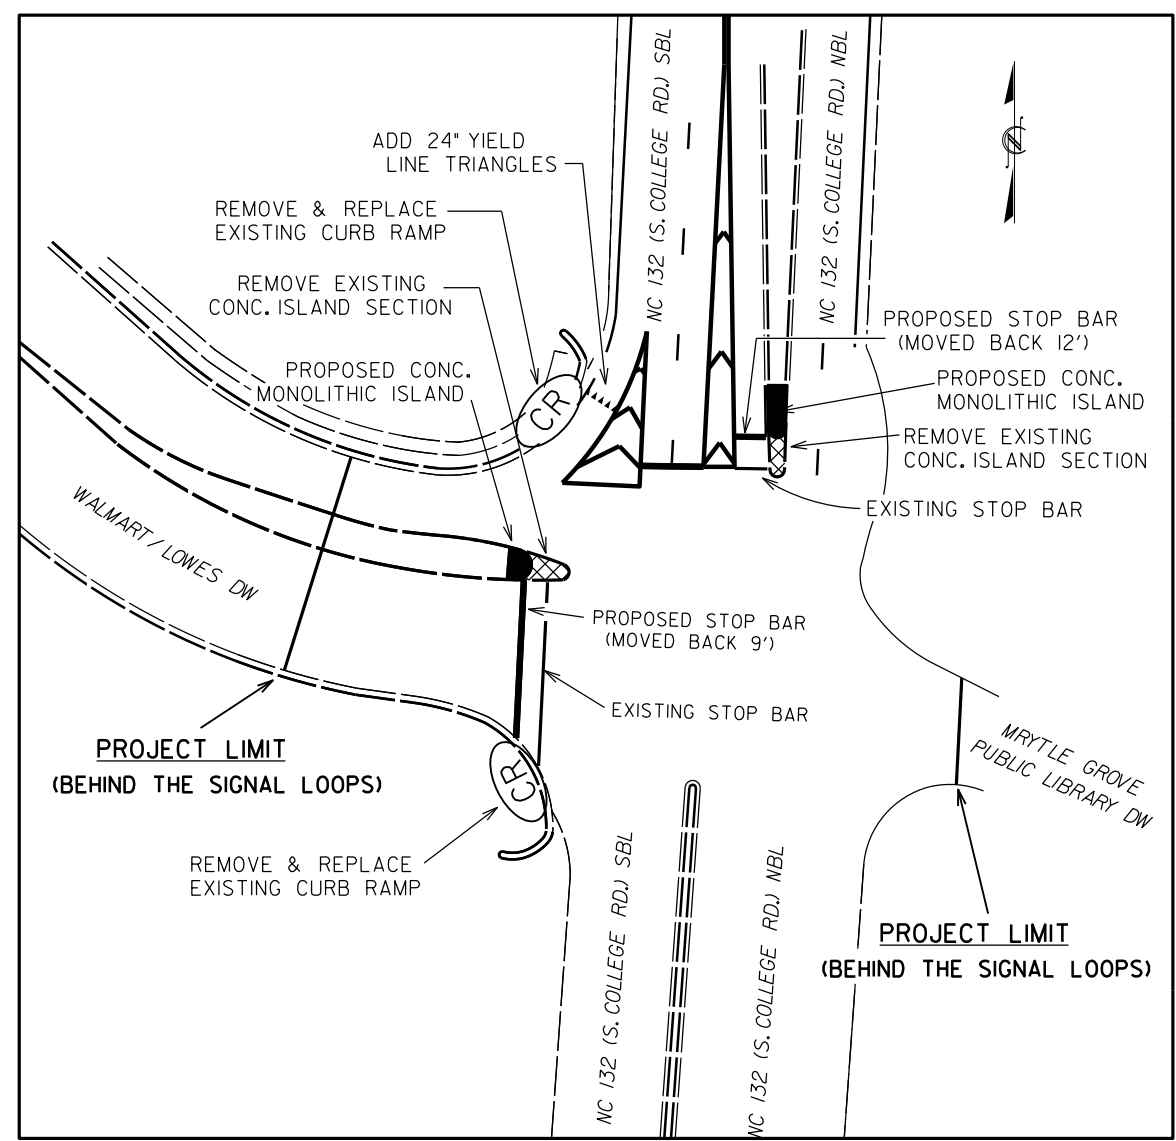 NC 132 (S. COLLEGE RD.) SBL
NC 132 (S. COLLEGE RD.) NBL
N
ADD 24" YIELD
LINE TRIANGLES
REMOVE & REPLACE
EXISTING CURB RAMP
REMOVE EXISTING
CONC. ISLAND SECTION
PROPOSED CONC.
MONOLITHIC ISLAND
CR
PROPOSED STOP BAR
(MOVED BACK 12')
PROPOSED CONC.
MONOLITHIC ISLAND
REMOVE EXISTING
CONC. ISLAND SECTION
EXISTING STOP BAR
WALMART/LOWES DW
PROPOSED STOP BAR
(MOVED BACK 9')
EXISTING STOP BAR
PROJECT LIMIT
(BEHIND THE SIGNAL LOOPS)
CR
REMOVE & REPLACE
EXISTING CURB RAMP
MRYTLE GROVE
PUBLIC LIBRARY DW
PROJECT LIMIT
(BEHIND THE SIGNAL LOOPS)
NC 132 (S. COLLEGE RD.) SBL
NC 132 (S. COLLEGE RD.) NBL